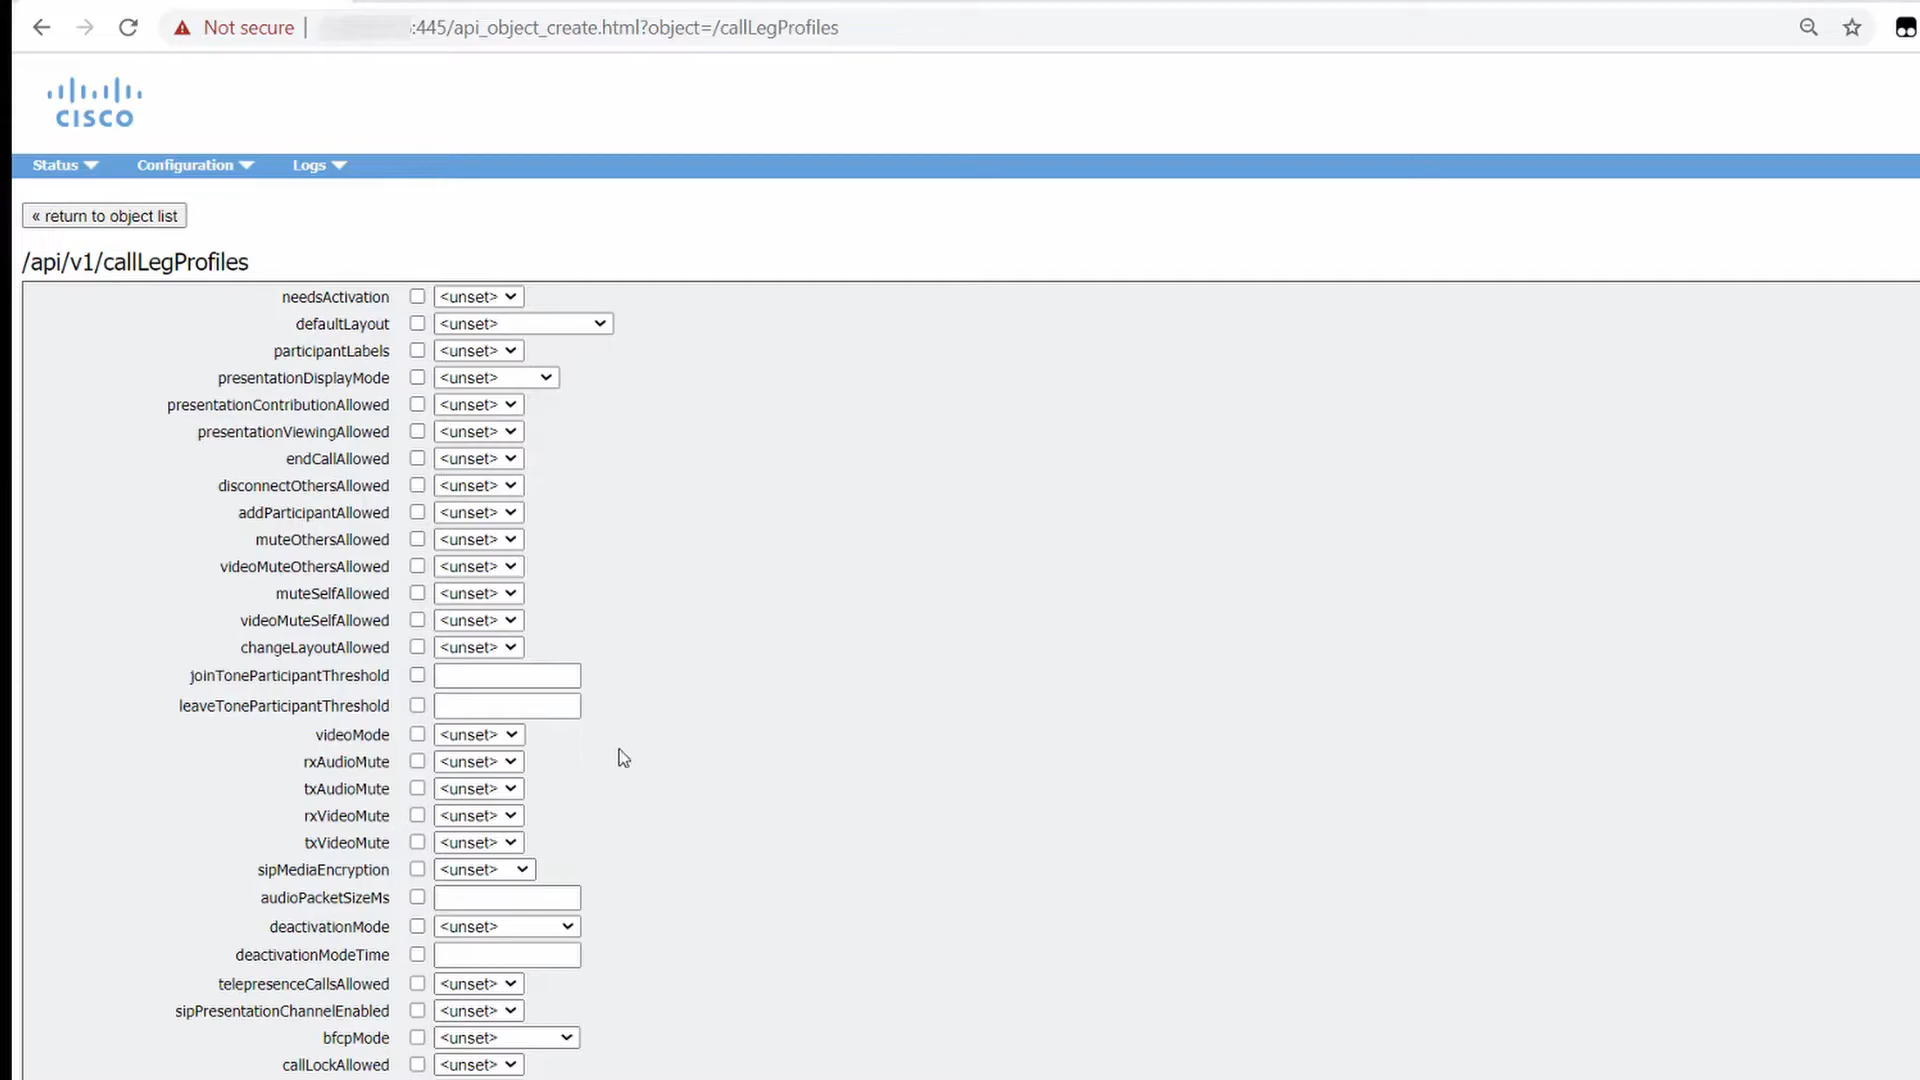 Not secure | :445/api_object_create.html?object=/callLegProfiles
CISCO
Status Configuration Logs
« return to object list
/api/v1/callLegProfiles
needsActivation <unset>
defaultLayout <unset>
participantLabels <unset>
presentationDisplayMode <unset>
presentationContributionAllowed <unset>
presentationViewingAllowed <unset>
endCallAllowed <unset>
disconnectOthersAllowed <unset>
addParticipantAllowed <unset>
muteOthersAllowed <unset>
videoMuteOthersAllowed <unset>
muteSelfAllowed <unset>
videoMuteSelfAllowed <unset>
changeLayoutAllowed <unset>
joinToneParticipantThreshold
leaveToneParticipantThreshold
videoMode <unset>
rxAudioMute <unset>
txAudioMute <unset>
rxVideoMute <unset>
txVideoMute <unset>
sipMediaEncryption <unset>
audioPacketSizeMs
deactivationMode <unset>
deactivationModeTime
telepresenceCallsAllowed <unset>
sipPresentationChannelEnabled <unset>
bfcpMode <unset>
callLockAllowed <unset>